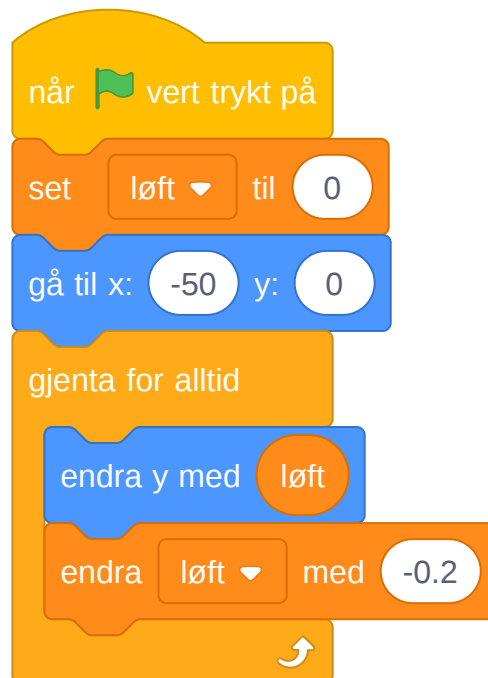 når vert trykt på
set løft til 0
gå til x: -50 y: 0
gjenta for alltid
endra y med løft
endra løft med -0.2